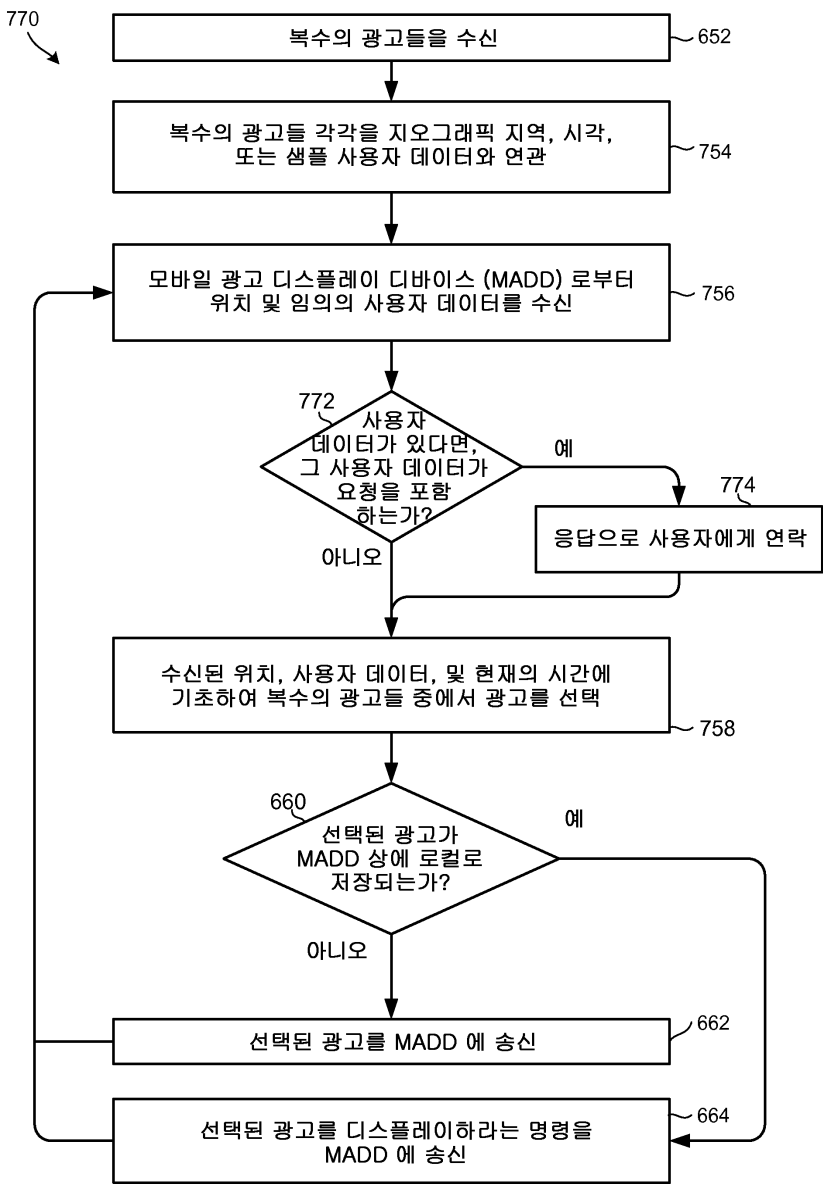 770
복수의 광고들을 수신
652
복수의 광고들 각각을 지오그래픽 지역, 시각,
또는 샘플 사용자 데이터와 연관
754
모바일 광고 디스플레이 디바이스 (MADD) 로부터
위치 및 임의의 사용자 데이터를 수신
756
772
사용자
데이터가 있다면,
그 사용자 데이터가
요청을 포함
하는가?
예
아니오
774
응답으로 사용자에게 연락
수신된 위치, 사용자 데이터, 및 현재의 시간에
기초하여 복수의 광고들 중에서 광고를 선택
758
660
선택된 광고가
MADD 상에 로컬로
저장되는가?
예
아니오
선택된 광고를 MADD 에 송신
662
선택된 광고를 디스플레이하라는 명령을
MADD 에 송신
664